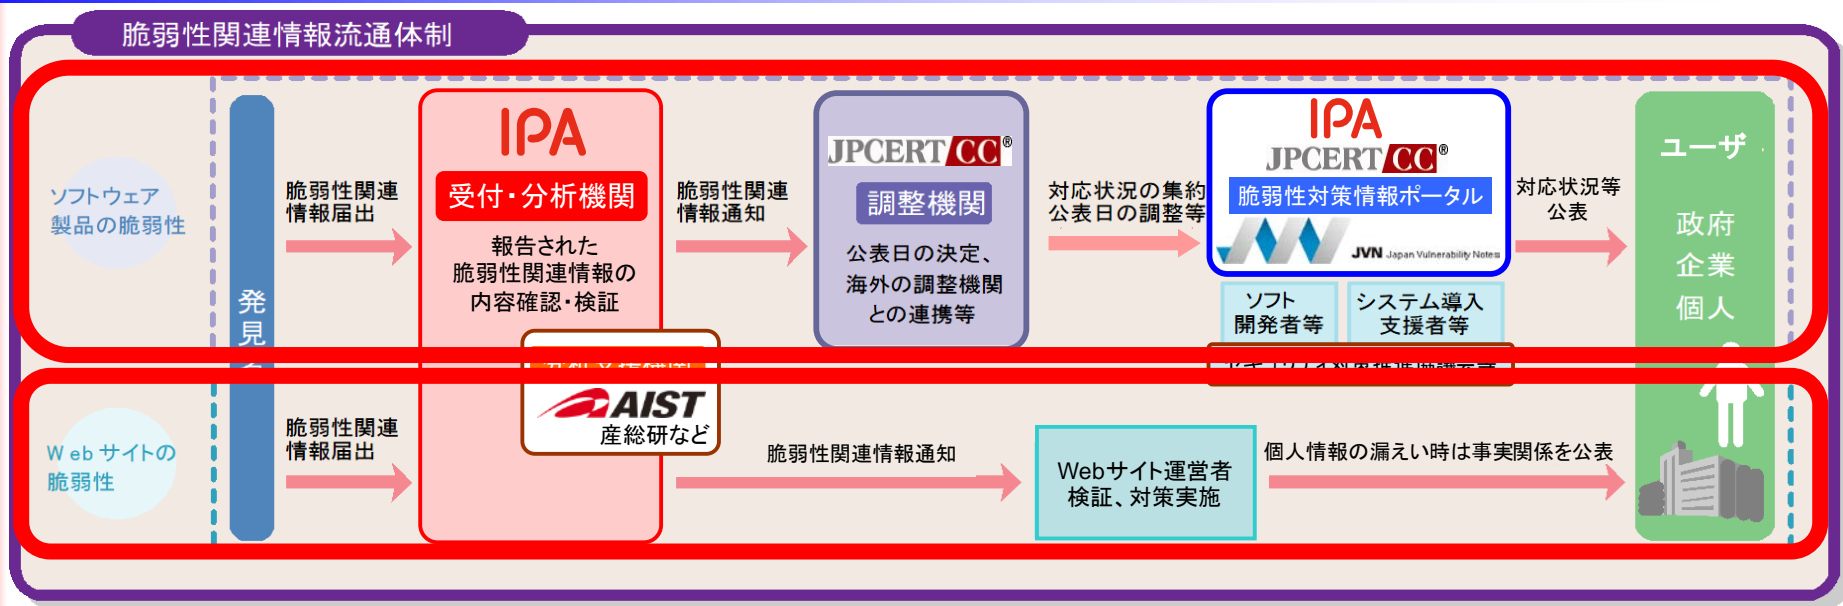 脆弱性関連情報流通体制
ソフトウェア
製品の脆弱性
発
見
脆弱性関連
情報届出
IPA
受付・分析機関
報告された
脆弱性関連情報の
内容確認・検証
脆弱性関連
情報通知
JPCERT CC®
調整機関
公表日の決定、
海外の調整機関
との連携等
対応状況の集約
公表日の調整等
IPA
JPCERT CC®
脆弱性対策情報ポータル
JVN Japan Vulnerability Notes
ソフト
開発者等
システム導入
支援者等
対応状況等
公表
ユーザ
政府
企業
個人
Webサイトの
脆弱性
脆弱性関連
情報届出
AIST
産総研など
脆弱性関連情報通知
Webサイト運営者
検証、対策実施
個人情報の漏えい時は事実関係を公表